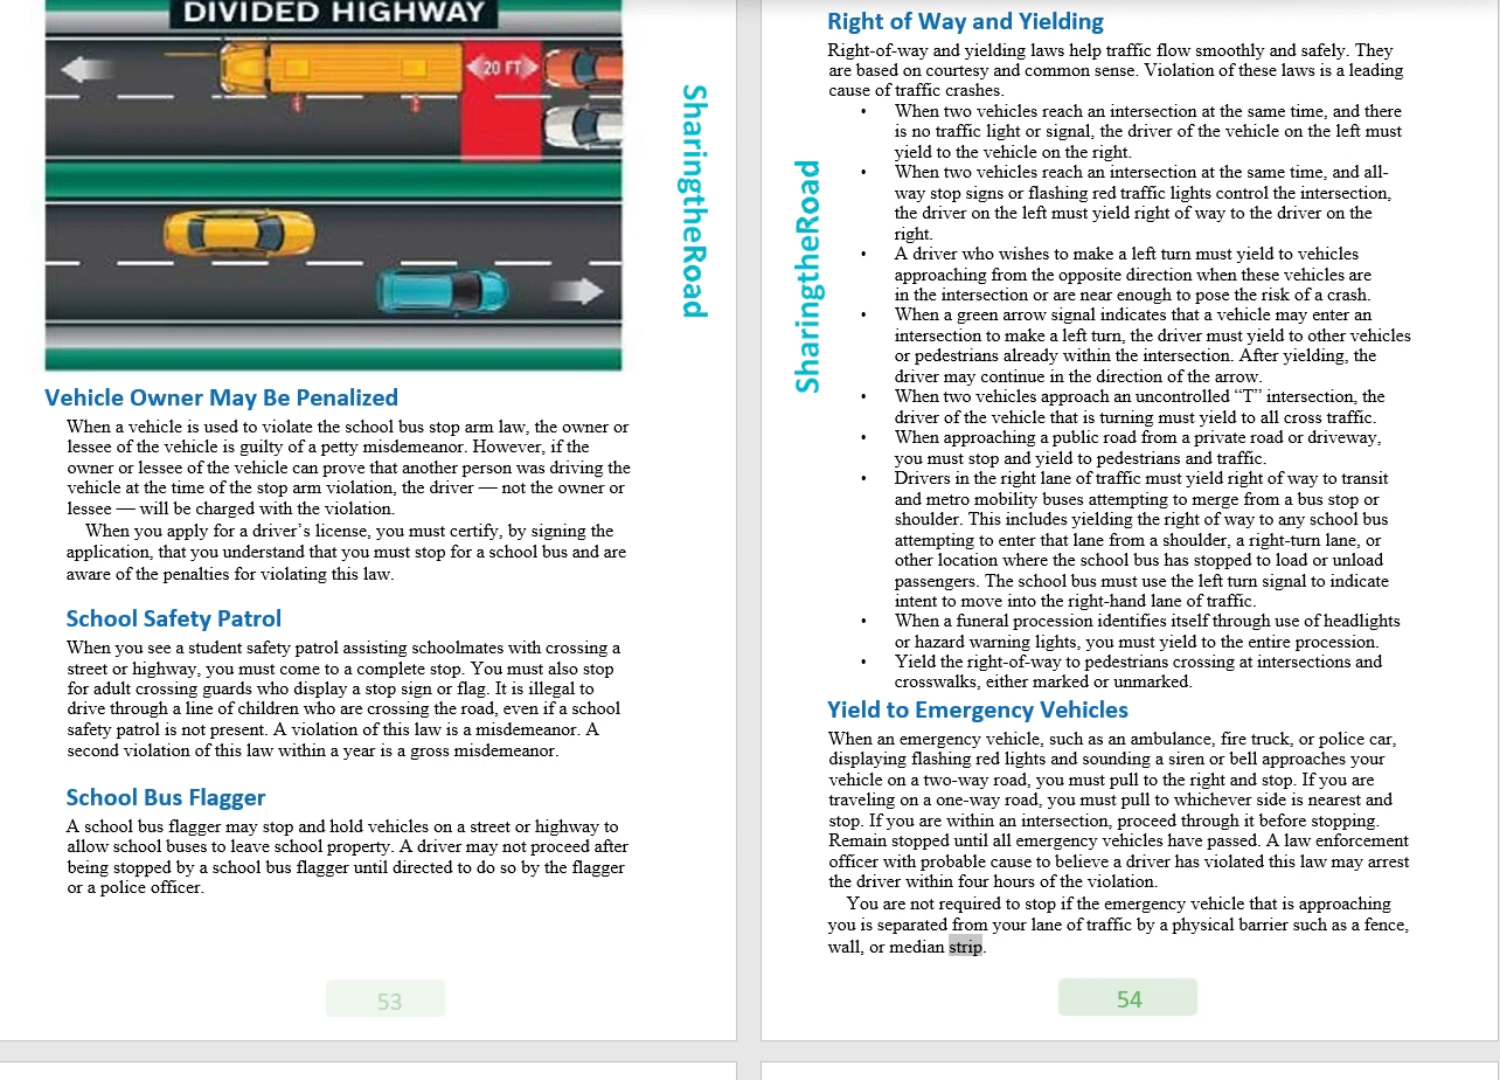 DIVIDED HIGHWAY
20 FT
SharingtheRoad
Vehicle Owner May Be Penalized
When a vehicle is used to violate the school bus stop arm law, the owner or
lessee of the vehicle is guilty of a petty misdemeanor. However, if the
owner or lessee of the vehicle can prove that another person was driving the
vehicle at the time of the stop arm violation, the driver — not the owner or
lessee — will be charged with the violation.
When you apply for a driver's license, you must certify, by signing the
application, that you understand that you must stop for a school bus and are
aware of the penalties for violating this law.
School Safety Patrol
When you see a student safety patrol assisting schoolmates with crossing a
street or highway, you must come to a complete stop. You must also stop
for adult crossing guards who display a stop sign or flag. It is illegal to
drive through a line of children who are crossing the road, even if a school
safety patrol is not present. A violation of this law is a misdemeanor. A
second violation of this law within a year is a gross misdemeanor.
School Bus Flagger
A school bus flagger may stop and hold vehicles on a street or highway to
allow school buses to leave school property. A driver may not proceed after
being stopped by a school bus flagger until directed to do so by the flagger
or a police officer.
53
SharingtheRoad
Right of Way and Yielding
Right-of-way and yielding laws help traffic flow smoothly and safely. They
are based on courtesy and common sense. Violation of these laws is a leading
cause of traffic crashes.
• When two vehicles reach an intersection at the same time, and there
is no traffic light or signal, the driver of the vehicle on the left must
yield to the vehicle on the right.
• When two vehicles reach an intersection at the same time, and all-
way stop signs or flashing red traffic lights control the intersection,
the driver on the left must yield right of way to the driver on the
right.
• A driver who wishes to make a left turn must yield to vehicles
approaching from the opposite direction when these vehicles are
in the intersection or are near enough to pose the risk of a crash.
• When a green arrow signal indicates that a vehicle may enter an
intersection to make a left turn, the driver must yield to other vehicles
or pedestrians already within the intersection. After yielding, the
driver may continue in the direction of the arrow.
• When two vehicles approach an uncontrolled “T” intersection, the
driver of the vehicle that is turning must yield to all cross traffic.
• When approaching a public road from a private road or driveway,
you must stop and yield to pedestrians and traffic.
• Drivers in the right lane of traffic must yield right of way to transit
and metro mobility buses attempting to merge from a bus stop or
shoulder. This includes yielding the right of way to any school bus
attempting to enter that lane from a shoulder, a right-turn lane, or
other location where the school bus has stopped to load or unload
passengers. The school bus must use the left turn signal to indicate
intent to move into the right-hand lane of traffic.
• When a funeral procession identifies itself through use of headlights
or hazard warning lights, you must yield to the entire procession.
• Yield the right-of-way to pedestrians crossing at intersections and
crosswalks, either marked or unmarked.
Yield to Emergency Vehicles
When an emergency vehicle, such as an ambulance, fire truck, or police car,
displaying flashing red lights and sounding a siren or bell approaches your
vehicle on a two-way road, you must pull to the right and stop. If you are
traveling on a one-way road, you must pull to whichever side is nearest and
stop. If you are within an intersection, proceed through it before stopping.
Remain stopped until all emergency vehicles have passed. A law enforcement
officer with probable cause to believe a driver has violated this law may arrest
the driver within four hours of the violation.
You are not required to stop if the emergency vehicle that is approaching
you is separated from your lane of traffic by a physical barrier such as a fence,
wall, or median strip.
54